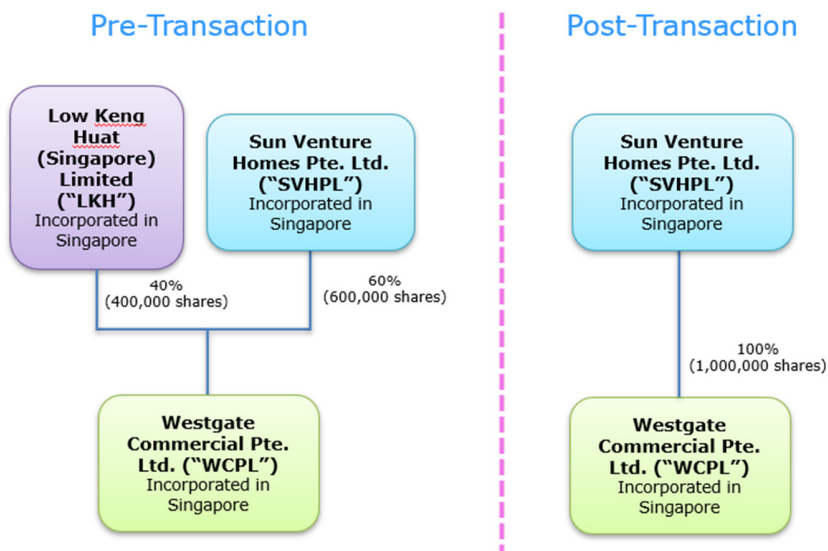 Pre-Transaction
Low Keng
Huat
(Singapore)
Limited
(“LKH”)
Incorporated in
Singapore
Sun Venture
Homes Pte. Ltd.
(“SVHPL”)
Incorporated in
Singapore
40%
(400,000 shares)
60%
(600,000 shares)
Westgate
Commercial Pte.
Ltd. (“WCPL”)
Incorporated in
Singapore
Post-Transaction
Sun Venture
Homes Pte. Ltd.
(“SVHPL”)
Incorporated in
Singapore
100%
(1,000,000 shares)
Westgate
Commercial Pte.
Ltd. (“WCPL”)
Incorporated in
Singapore